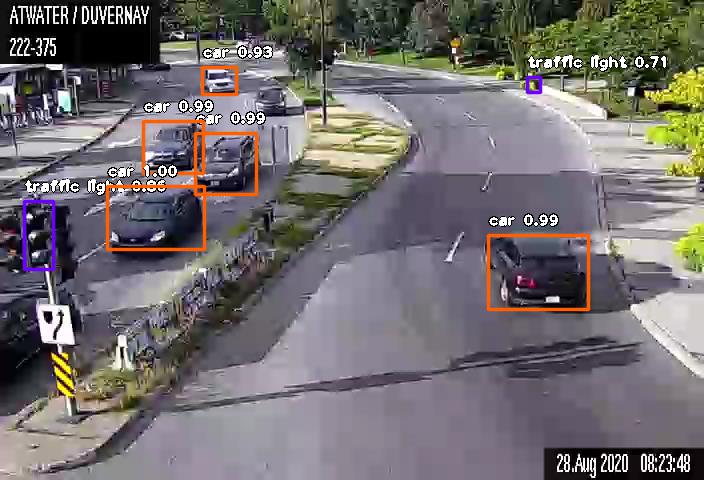 ATWATER / DUVERNAY
222-375
car 0.93
traffic light 0.71
car 0.99
car 0.99
car 1.00
traffic light 0.86
car 0.99
28.Aug 2020 08:23:48